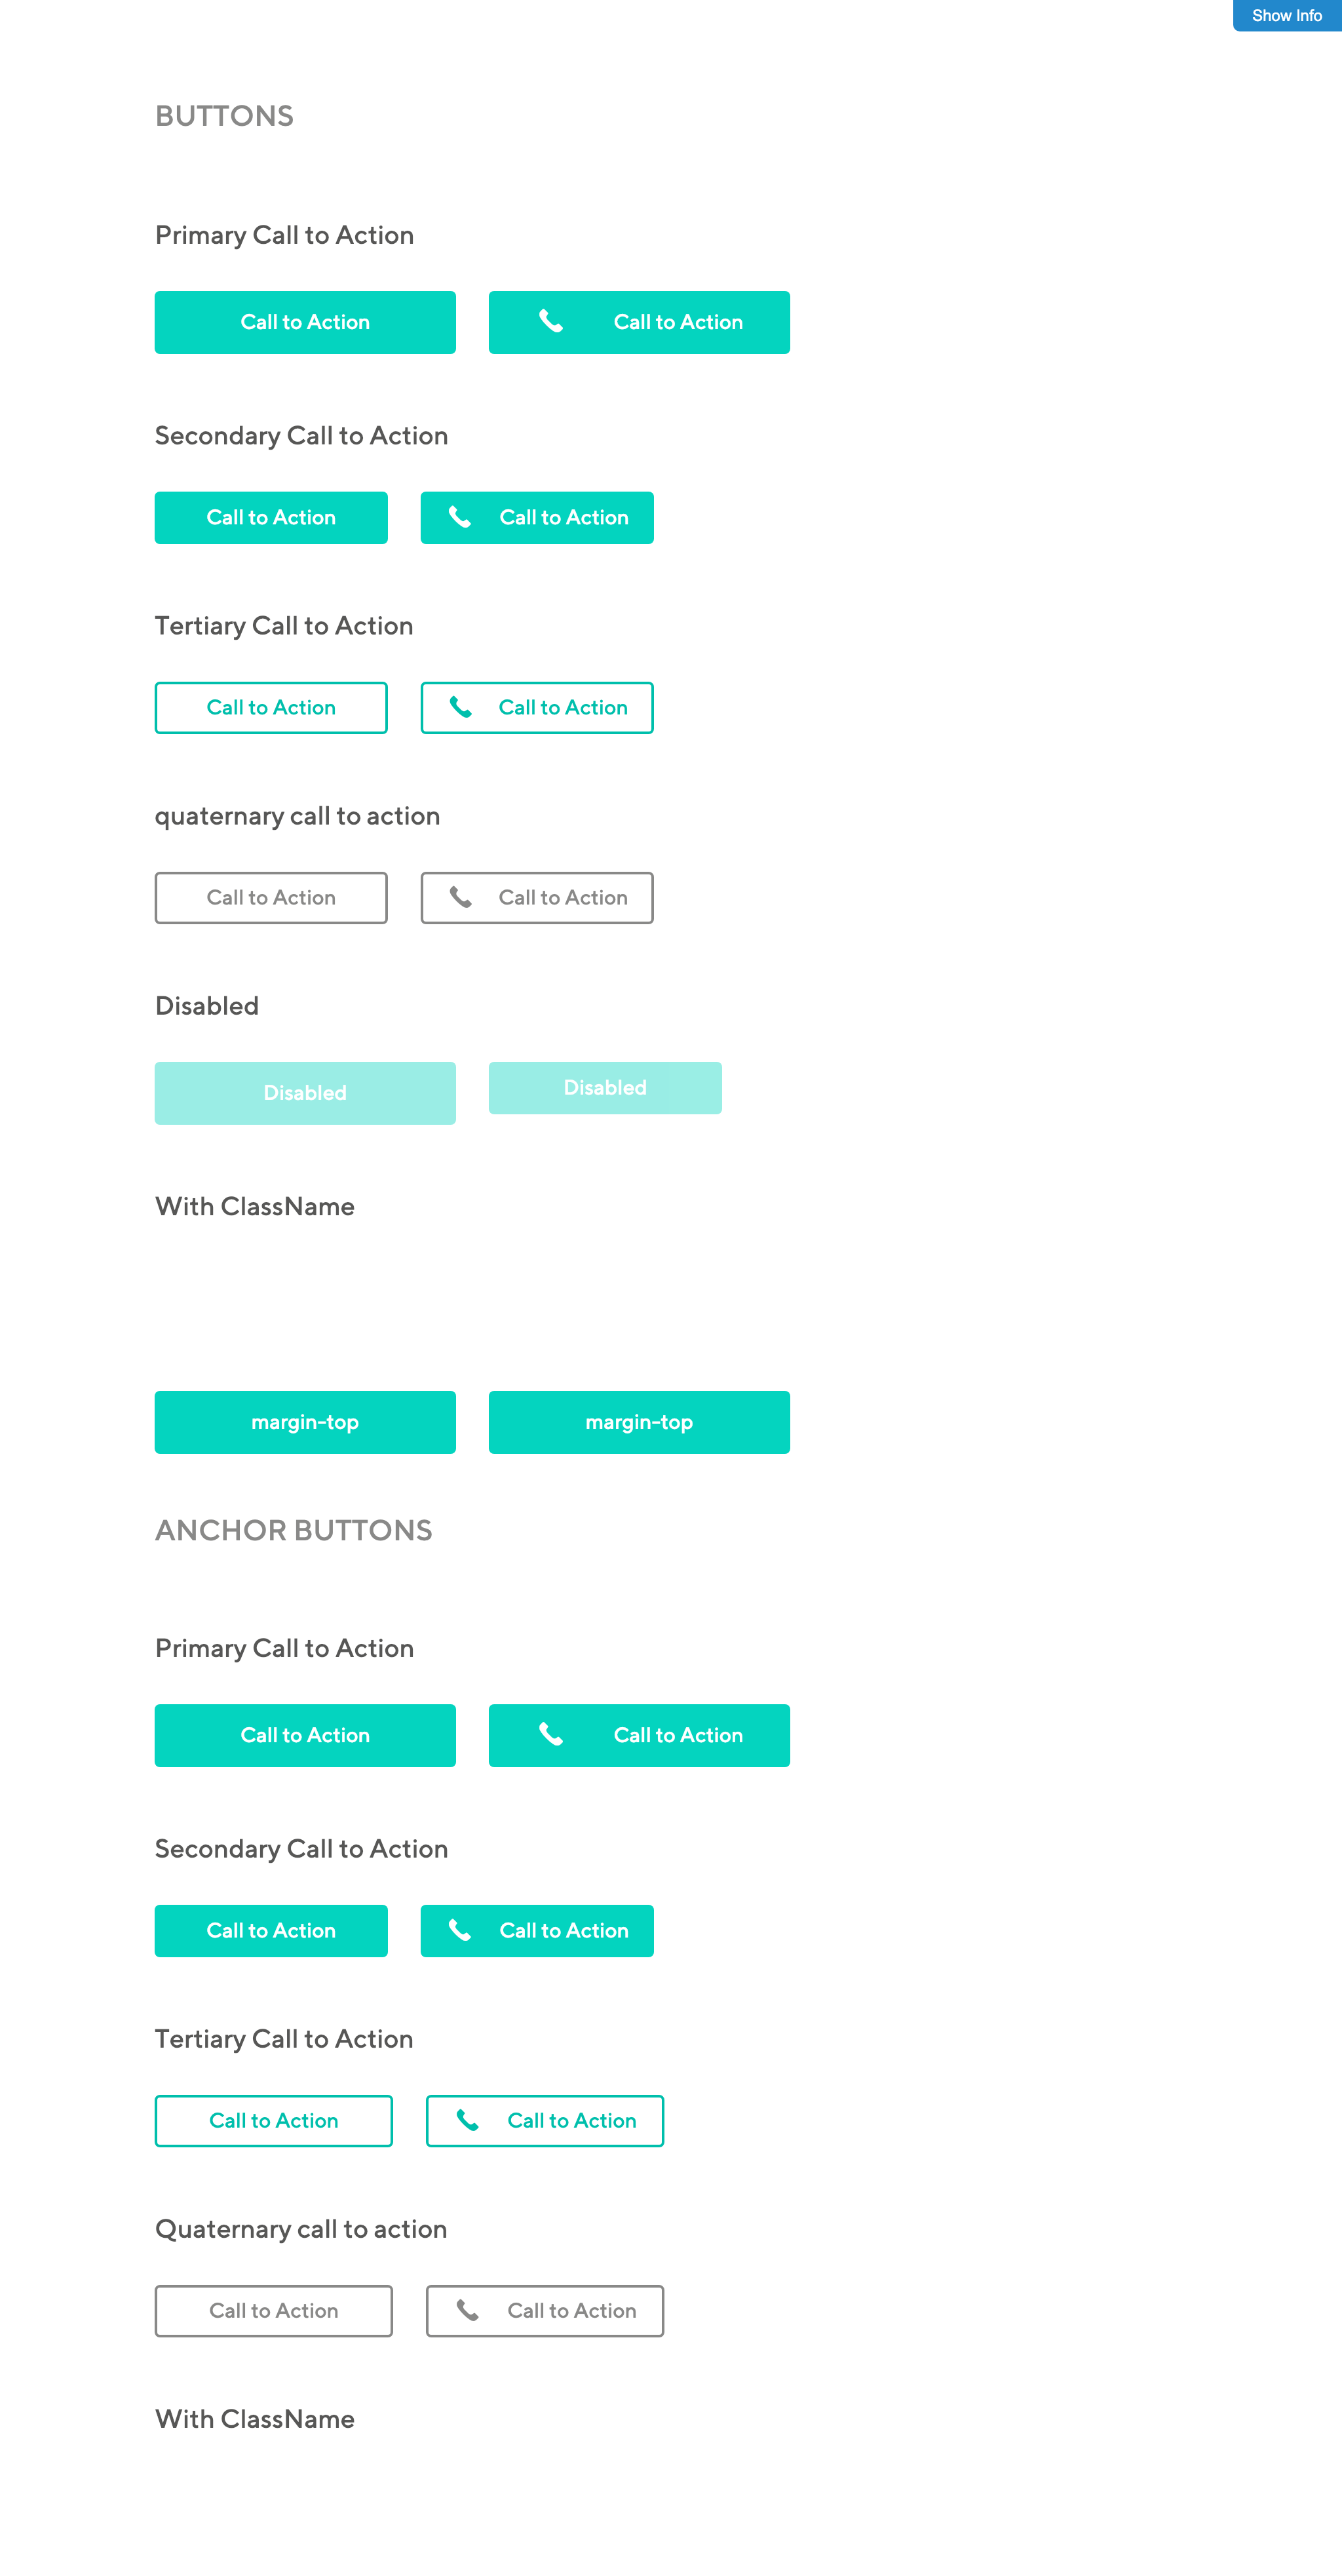 Show Info
BUTTONS
Primary Call to Action
Call to Action
Call to Action
Secondary Call to Action
Call to Action
Call to Action
Tertiary Call to Action
Call to Action
Call to Action
quaternary call to action
Call to Action
Call to Action
Disabled
Disabled
Disabled
With ClassName
margin-top
margin-top
ANCHOR BUTTONS
Primary Call to Action
Call to Action
Call to Action
Secondary Call to Action
Call to Action
Call to Action
Tertiary Call to Action
Call to Action
Call to Action
Quaternary call to action
Call to Action
Call to Action
With ClassName